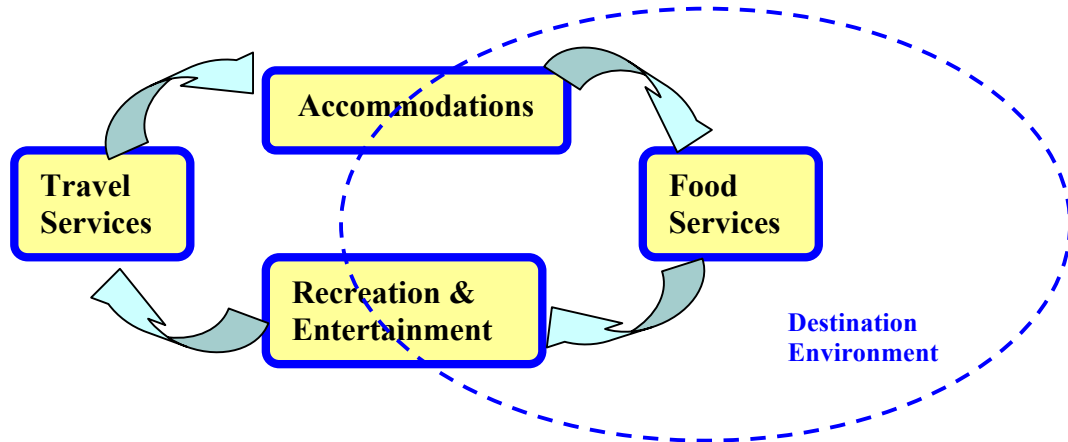 Accommodations
Travel
Services
Food
Services
Recreation &
Entertainment
Destination
Environment